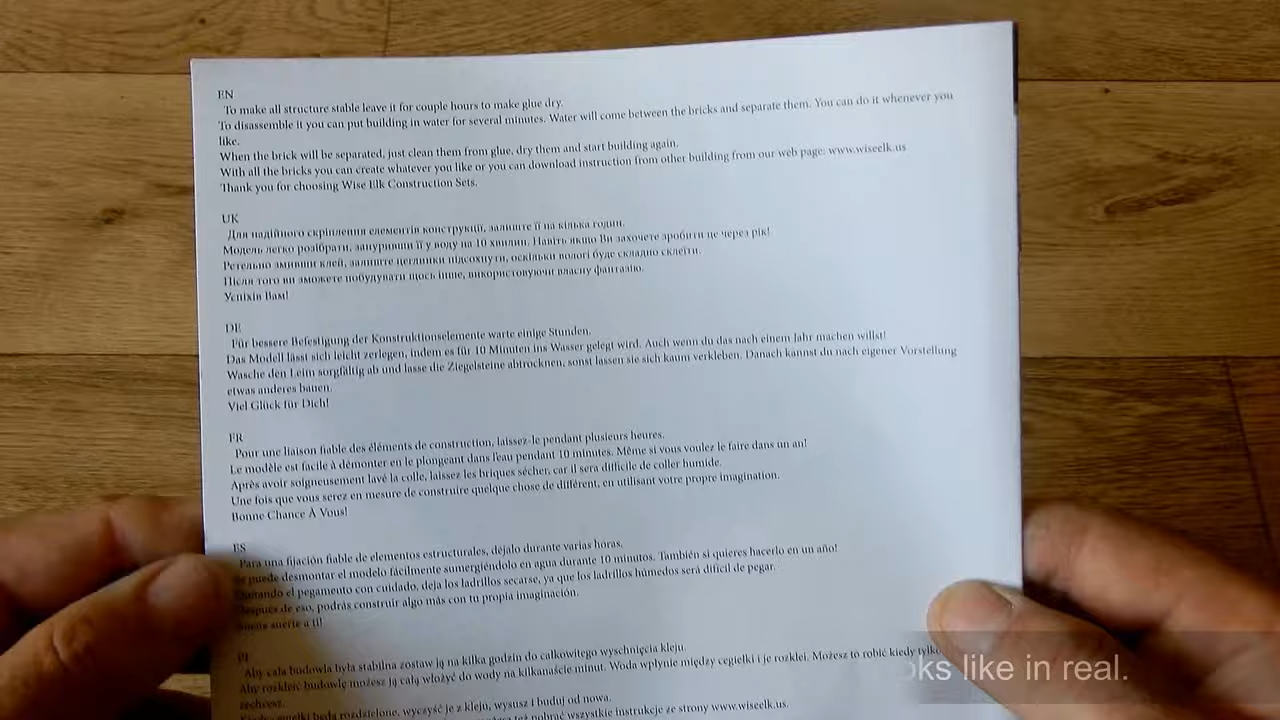 EN
To make all structure stable leave it for couple hours to make glue dry.
To disassemble it you can put building in water for several minutes. Water will come between the bricks and separate them. You can do it whenever you
like.
When the brick will be separated, just clean them from glue, dry them and start building again.
With all the bricks you can create whatever you like or you can download instruction from other building from our web page: www.wiseelk.us
Thank you for choosing Wise Elk Construction Sets.
UK
Для надійного скріплення елементів конструкції, залиште її на кілька годин.
Модель легко розібрати, зануривши її у воду на 10 хвилин. Навіть якщо Ви захочете зробити це через рік!
Ретельно змивши клей, залиште цеглинки підсохнути, оскільки вологі буде складно склеїти.
Після того ви зможете побудувати щось інше, використовуючи власну фантазію.
Успіхів Вам!
DE
Für bessere Befestigung der Konstruktionselemente warte einige Stunden.
Das Modell lässt sich leicht zerlegen, indem es für 10 Minuten ins Wasser gelegt wird. Auch wenn du das nach einem Jahr machen willst!
Wasche den Leim sorgfältig ab und lasse die Ziegelsteine abtrocknen, sonst lassen sie sich kaum verkleben. Danach kannst du nach eigener Vorstellung
etwas anderes bauen.
Viel Glück für Dich!
FR
Pour une liaison fiable des éléments de construction, laissez-le pendant plusieurs heures.
Le modèle est facile à démonter en le plongeant dans l'eau pendant 10 minutes. Même si vous voulez le faire dans un an!
Après avoir soigneusement lavé la colle, laissez les briques sécher, car il sera difficile de coller humide.
Une fois que vous serez en mesure de construire quelque chose de différent, en utilisant votre propre imagination.
Bonne Chance À Vous!
ES
Para una fijación fiable de elementos estructurales, déjalo durante varias horas.
Se puede desmontar el modelo fácilmente sumergiéndolo en agua durante 10 minutos. También si quieres hacerlo en un año!
Quitando el pegamento con cuidado, deja los ladrillos secarse, ya que los ladrillos húmedos será difícil de pegar.
Después de eso, podrás construir algo más con tu propia imaginación.
Buena suerte a ti!
PL
Aby cała budowla była stabilna zostaw ją na kilka godzin do całkowitego wyschnięcia kleju.
Aby rozkleić budowlę możesz ją całą włożyć do wody na kilkanaście minut. Woda wpłynie między cegiełki i je rozklei. Możesz to robić kiedy tylko
zechcesz.
cegiełki będą rozdzielone, wyczyść je z kleju, wysusz i buduj od nowa.
też pobrać wszystkie instrukcje ze strony www.wiseelk.us.
oks like in real.